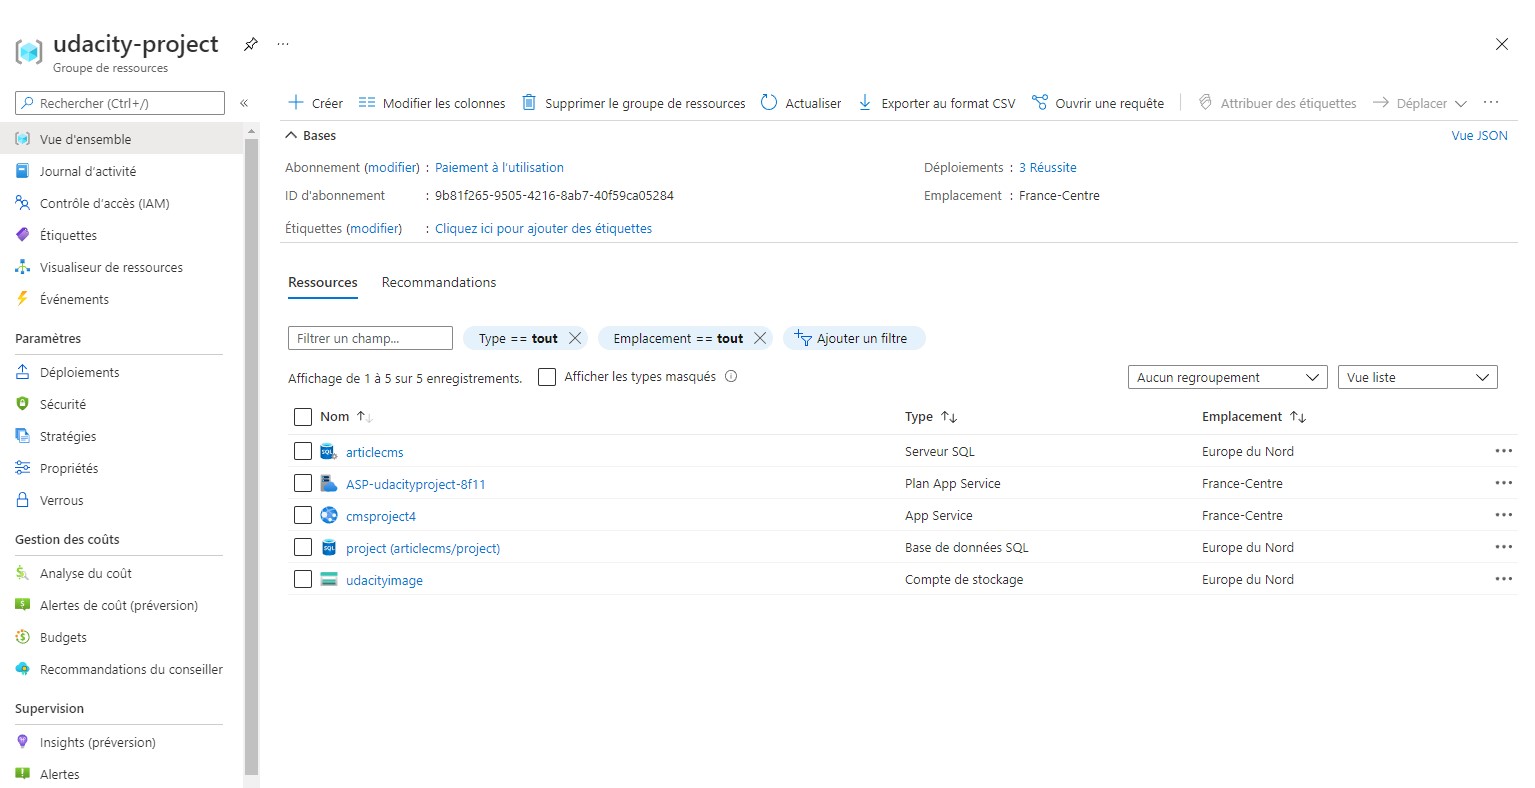 udacity-project
Groupe de ressources
Rechercher (Ctrl+/)
Vue d'ensemble
Journal d'activité
Contrôle d'accès (IAM)
Étiquettes
Visualiseur de ressources
Événements
Paramètres
Déploiements
Sécurité
Stratégies
Propriétés
Verrous
Gestion des coûts
Analyse du coût
Alertes de coût (préversion)
Budgets
Recommandations du conseiller
Supervision
Insights (préversion)
Alertes
Créer Modifier les colonnes Supprimer le groupe de ressources Actualiser Exporter au format CSV Ouvrir une requête Attribuer des étiquettes Déplacer
Bases Vue JSON
Abonnement (modifier) : Paiement à l'utilisation Déploiements : 3 Réussite
ID d'abonnement : 9b81f265-9505-4216-8ab7-40f59ca05284 Emplacement : France-Centre
Étiquettes (modifier) : Cliquez ici pour ajouter des étiquettes
Ressources Recommandations
Filtrer un champ... Type == tout Emplacement == tout Ajouter un filtre
Affichage de 1 à 5 sur 5 enregistrements. Afficher les types masqués Aucun regroupement Vue liste
Nom Type Emplacement
articlecms Serveur SQL Europe du Nord
ASP-udacityproject-8f11 Plan App Service France-Centre
cmsproject4 App Service France-Centre
project (articlecms/project) Base de données SQL Europe du Nord
udacityimage Compte de stockage Europe du Nord